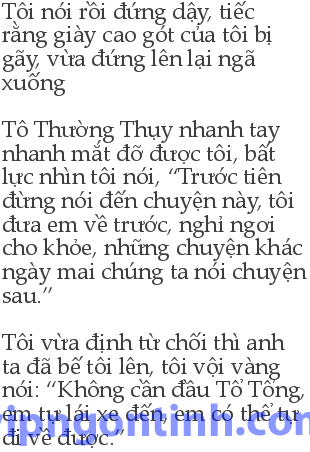 Tôi nói rồi đứng dậy, tiếc
rằng giày cao gót của tôi bị
gãy, vừa đứng lên lại ngã
xuống
Tô Thường Thụy nhanh tay
nhanh mắt đỡ được tôi, bất
lực nhìn tôi nói, “Trước tiên
đừng nói đến chuyện này, tôi
đưa em về trước, nghỉ ngơi
cho khỏe, những chuyện khác
ngày mai chúng ta nói chuyện
sau.”
Tôi vừa định từ chối thì anh
ta đã bế tôi lên, tôi vội vàng
nói: “Không cần đâu Tổ Tổng,
em tự lái xe đến, em có thể tự
đi về được.”
vipngontinh.com